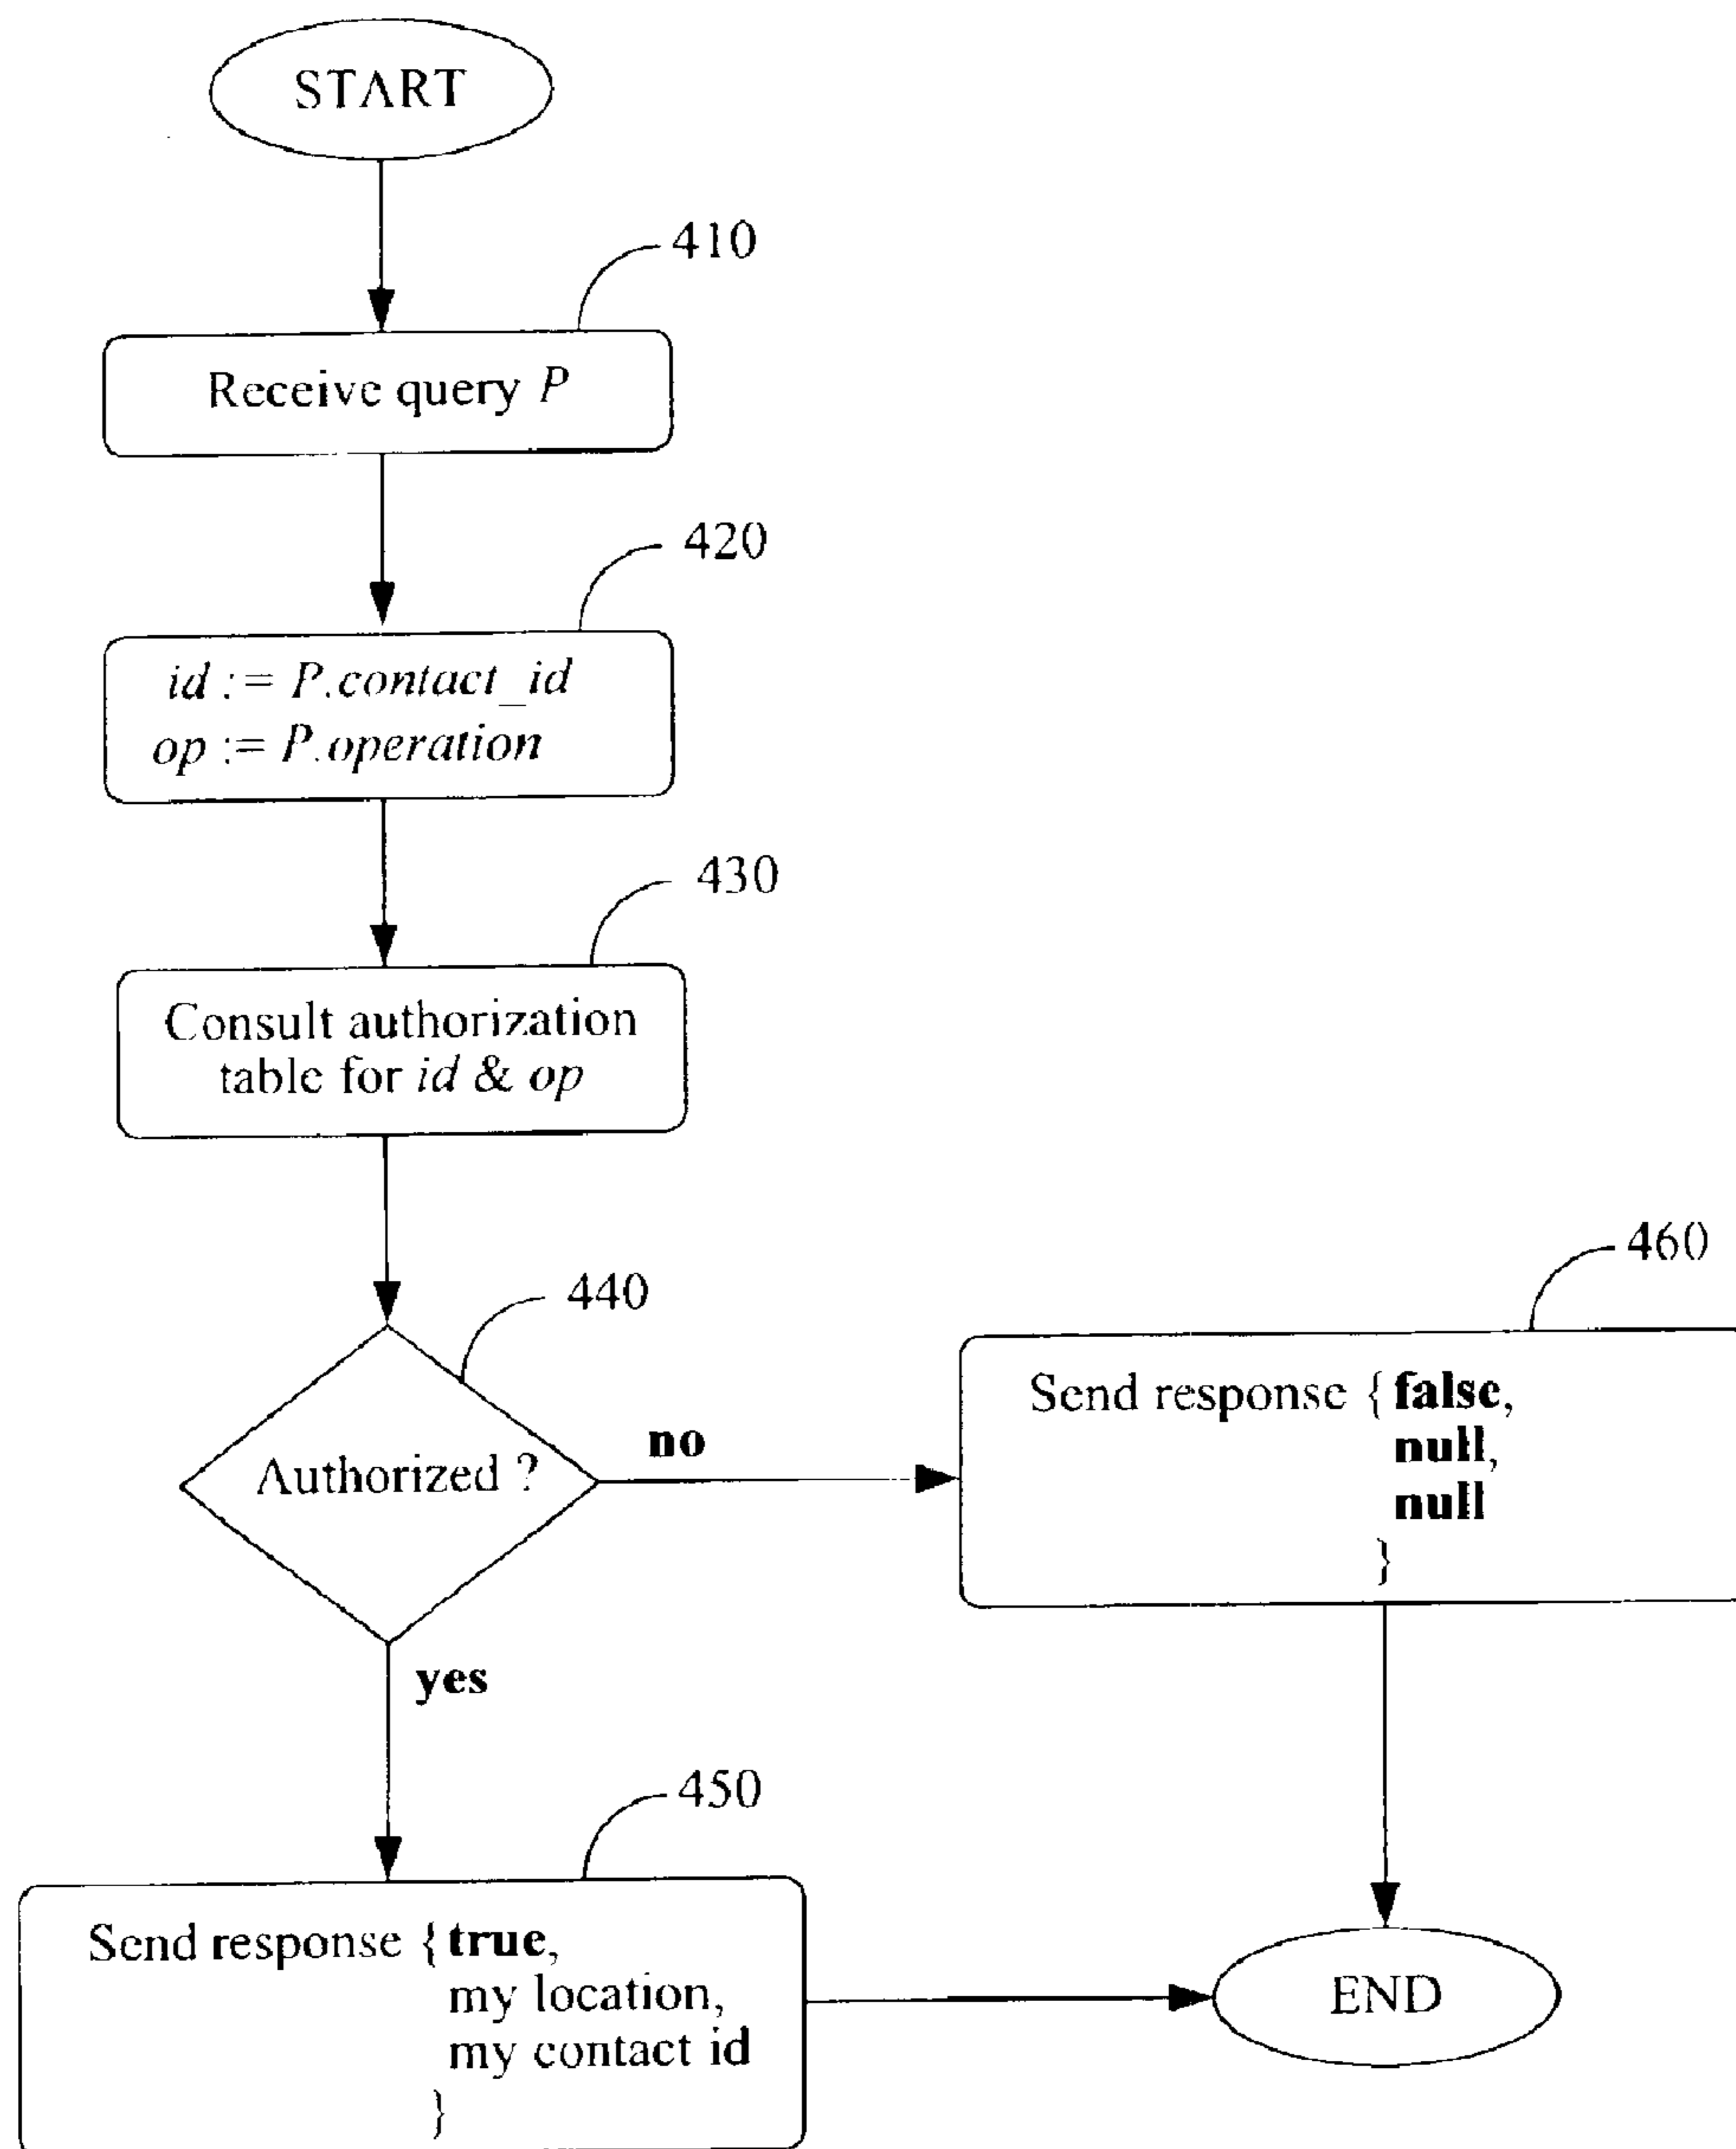 START
410
Receive query P
420
id := P.contact_id
op := P.operation
430
Consult authorization
table for id & op
440
Authorized ?
no
460
Send response {false,
null,
null
}
yes
450
Send response {true,
my location,
my contact id
}
END